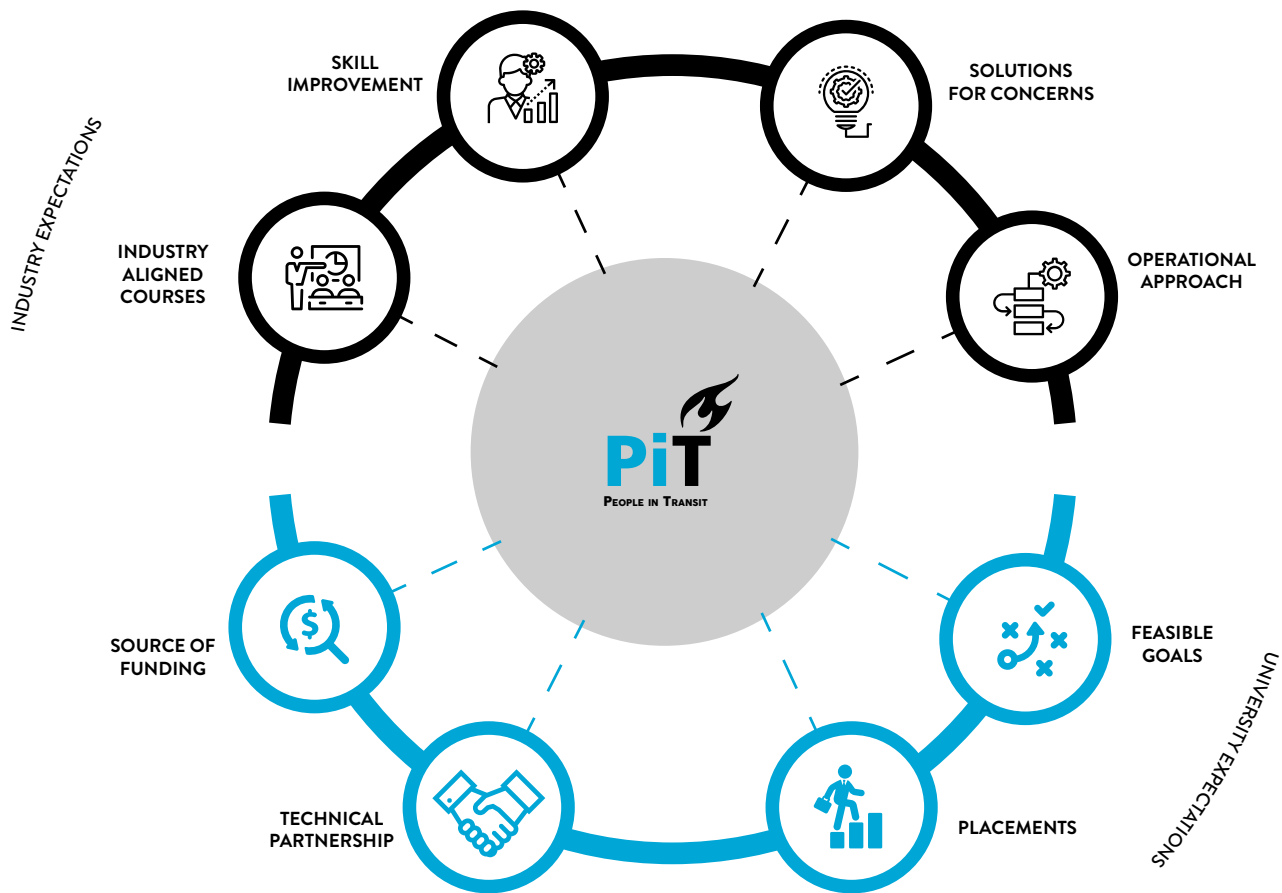 SKILL
IMPROVEMENT
SOLUTIONS
FOR CONCERNS
INDUSTRY EXPECTATIONS
INDUSTRY
ALIGNED
COURSES
OPERATIONAL
APPROACH
PiT
PEOPLE IN TRANSIT
$
SOURCE OF
FUNDING
FEASIBLE
GOALS
TECHNICAL
PARTNERSHIP
PLACEMENTS
UNIVERSITY EXPECTATIONS